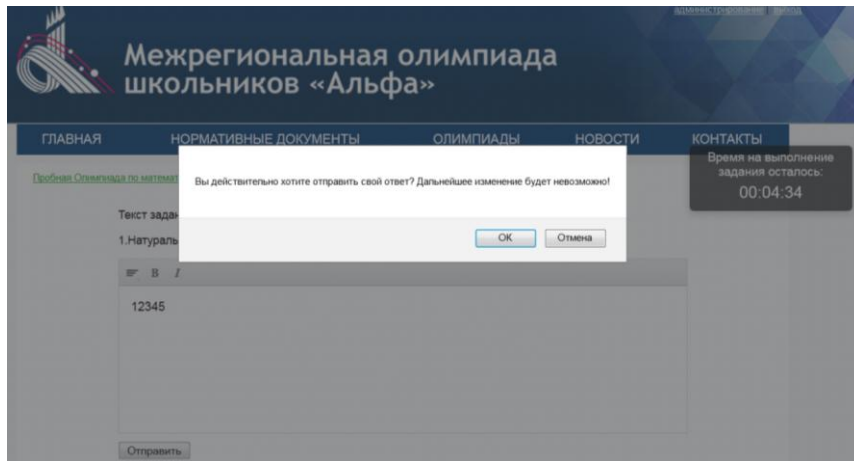 администрирование | выход
Межрегиональная олимпиада
школьников «Альфа»
ГЛАВНАЯ НОРМАТИВНЫЕ ДОКУМЕНТЫ ОЛИМПИАДЫ НОВОСТИ КОНТАКТЫ
Время на выполнение
задания осталось:
00:04:34
Пробная Олимпиада по математ
Вы действительно хотите отправить свой ответ? Дальнейшее изменение будет невозможно!
Текст задан
1.Натураль
OK Отмена
B I
12345
Отправить